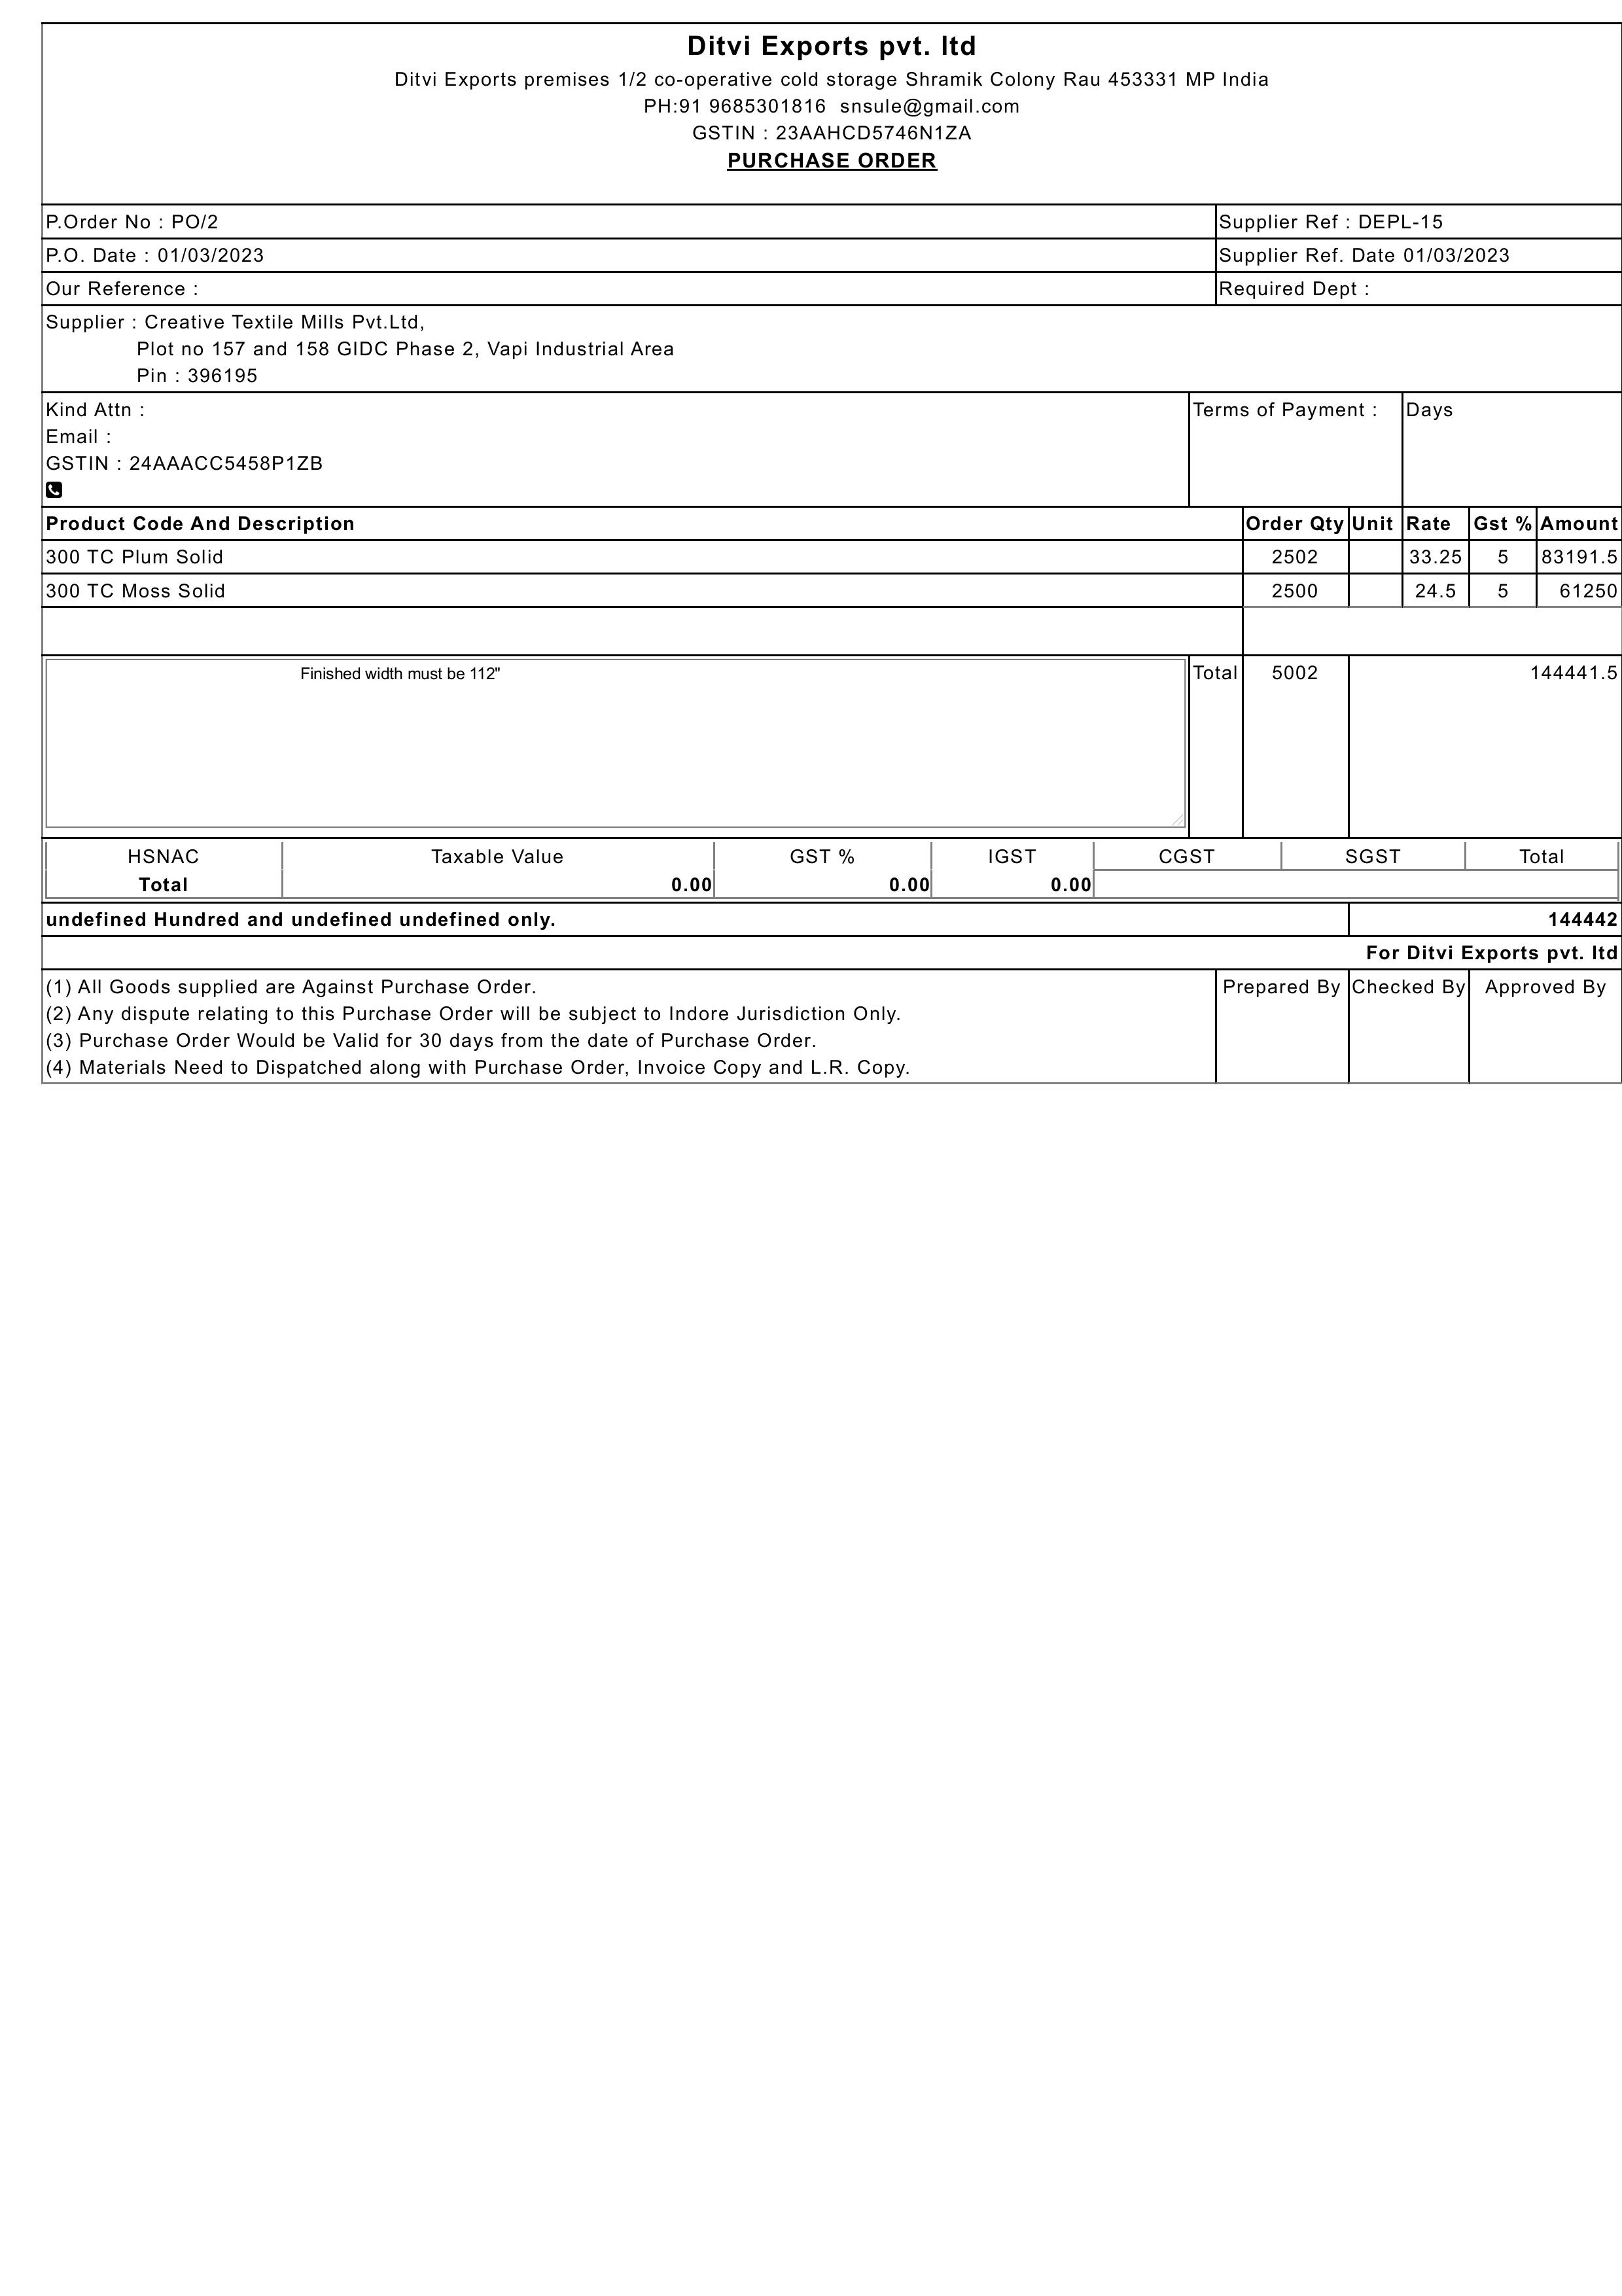 Ditvi Exports pvt. ltd
Ditvi Exports premises 1/2 co-operative cold storage Shramik Colony Rau 453331 MP India
PH:91 9685301816 snsule@gmail.com
GSTIN : 23AAHCD5746N1ZA
PURCHASE ORDER
P.Order No : PO/2 Supplier Ref : DEPL-15
P.O. Date : 01/03/2023 Supplier Ref. Date 01/03/2023
Our Reference : Required Dept :
Supplier : Creative Textile Mills Pvt.Ltd,
Plot no 157 and 158 GIDC Phase 2, Vapi Industrial Area
Pin : 396195
Kind Attn : Terms of Payment : Days
Email :
GSTIN : 24AAACC5458P1ZB
Product Code And Description Order Qty Unit Rate Gst % Amount
300 TC Plum Solid 2502 33.25 5 83191.5
300 TC Moss Solid 2500 24.5 5 61250
Finished width must be 112" Total 5002 144441.5
HSNAC Taxable Value GST % IGST CGST SGST Total
Total 0.00 0.00 0.00
undefined Hundred and undefined undefined only. 144442
For Ditvi Exports pvt. ltd
(1) All Goods supplied are Against Purchase Order. Prepared By Checked By Approved By
(2) Any dispute relating to this Purchase Order will be subject to Indore Jurisdiction Only.
(3) Purchase Order Would be Valid for 30 days from the date of Purchase Order.
(4) Materials Need to Dispatched along with Purchase Order, Invoice Copy and L.R. Copy.